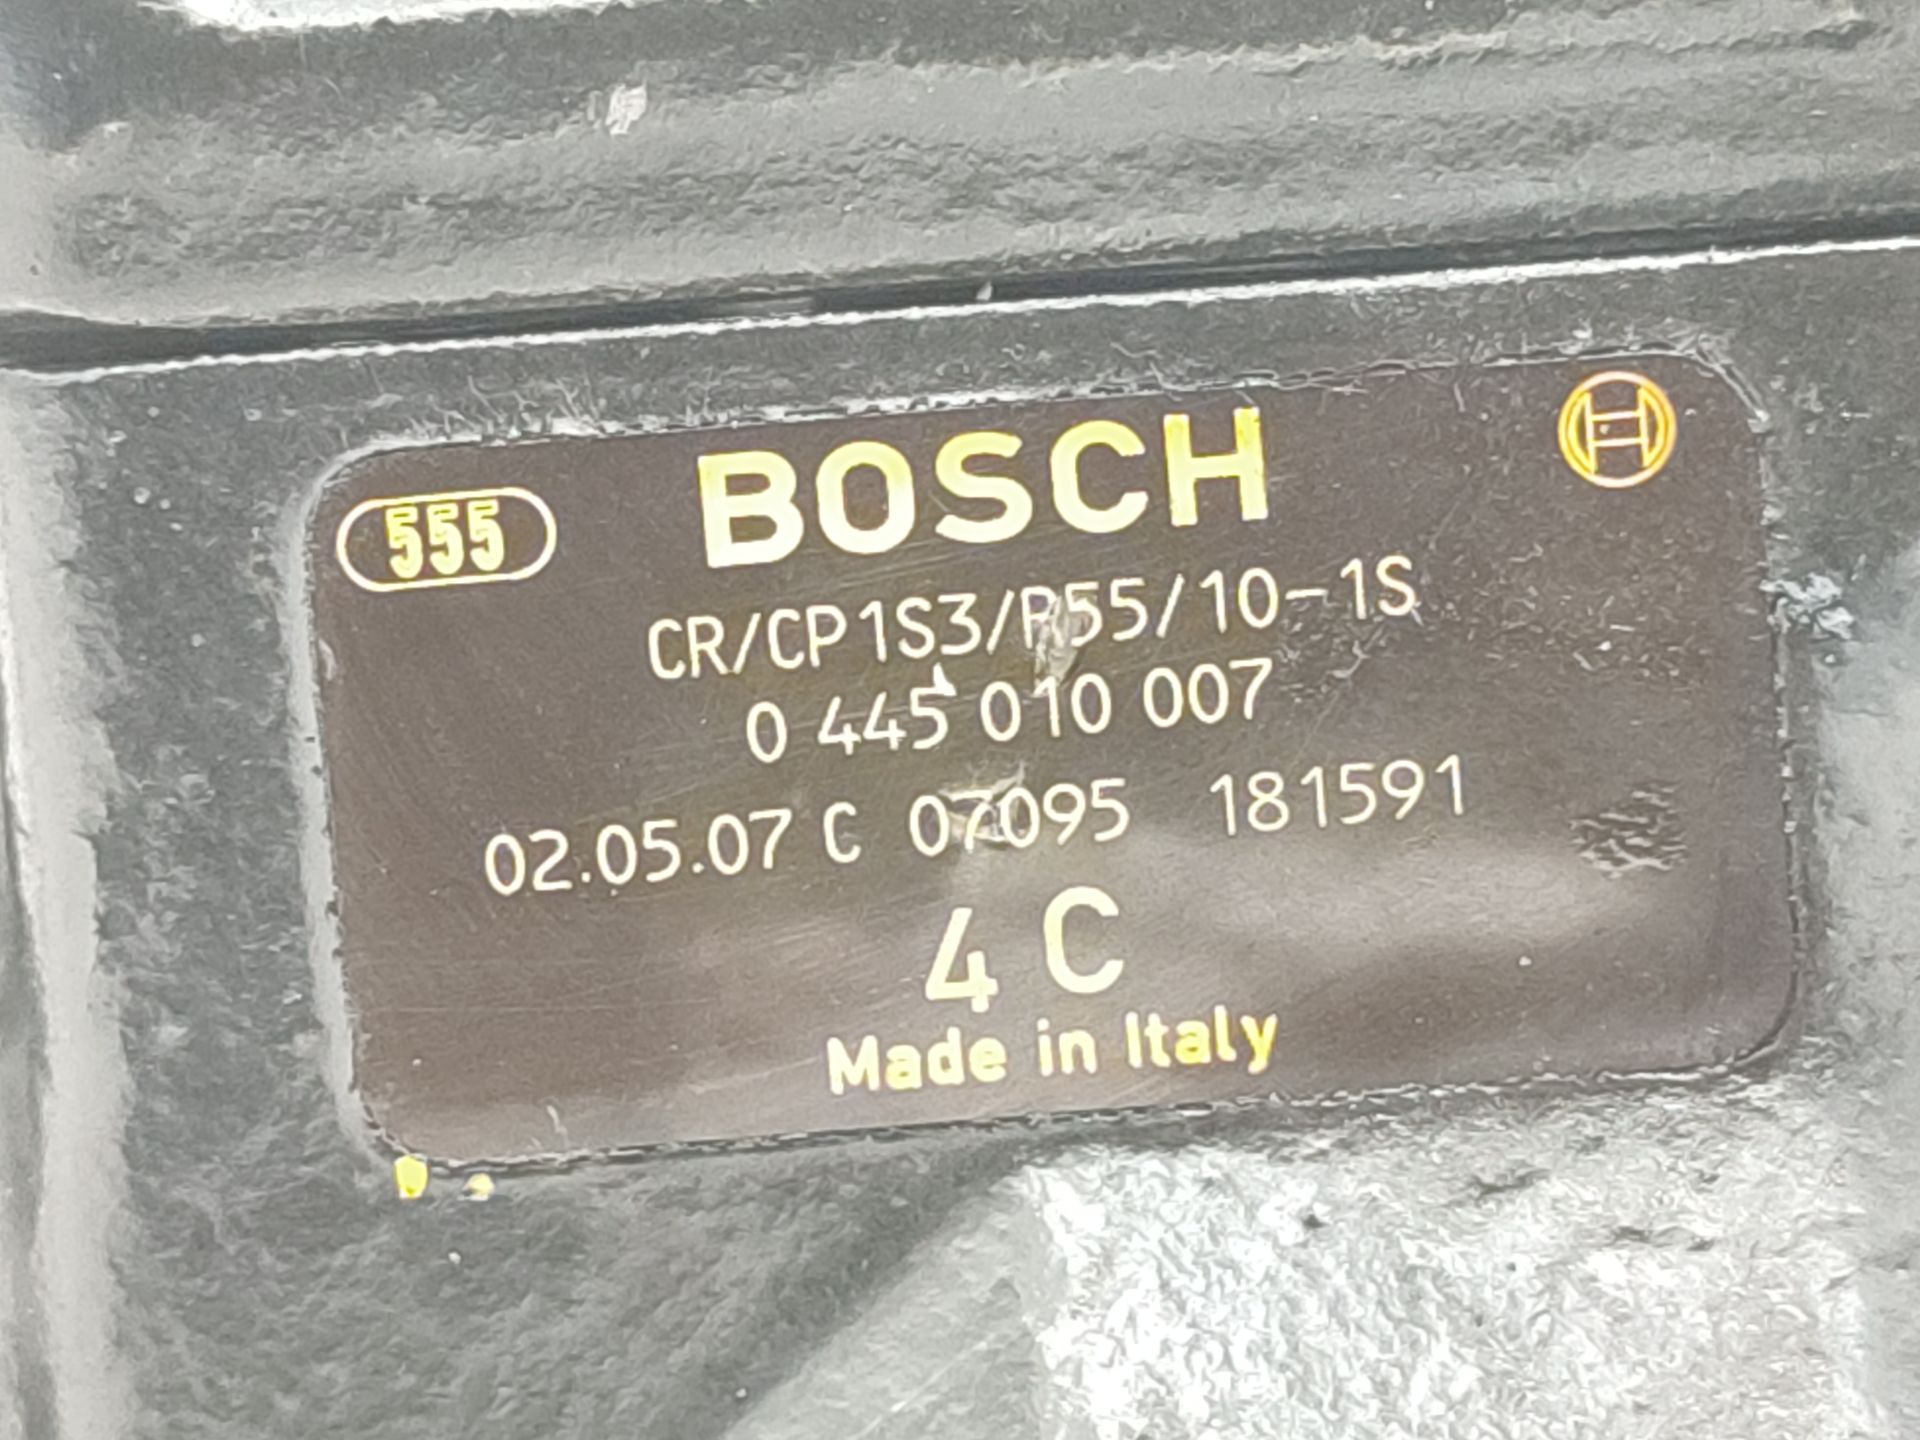 555
BOSCH
CR/CP1S3/R55/10-1S
0 445 010 007
02.05.07 C 07095 181591
4 C
Made in Italy